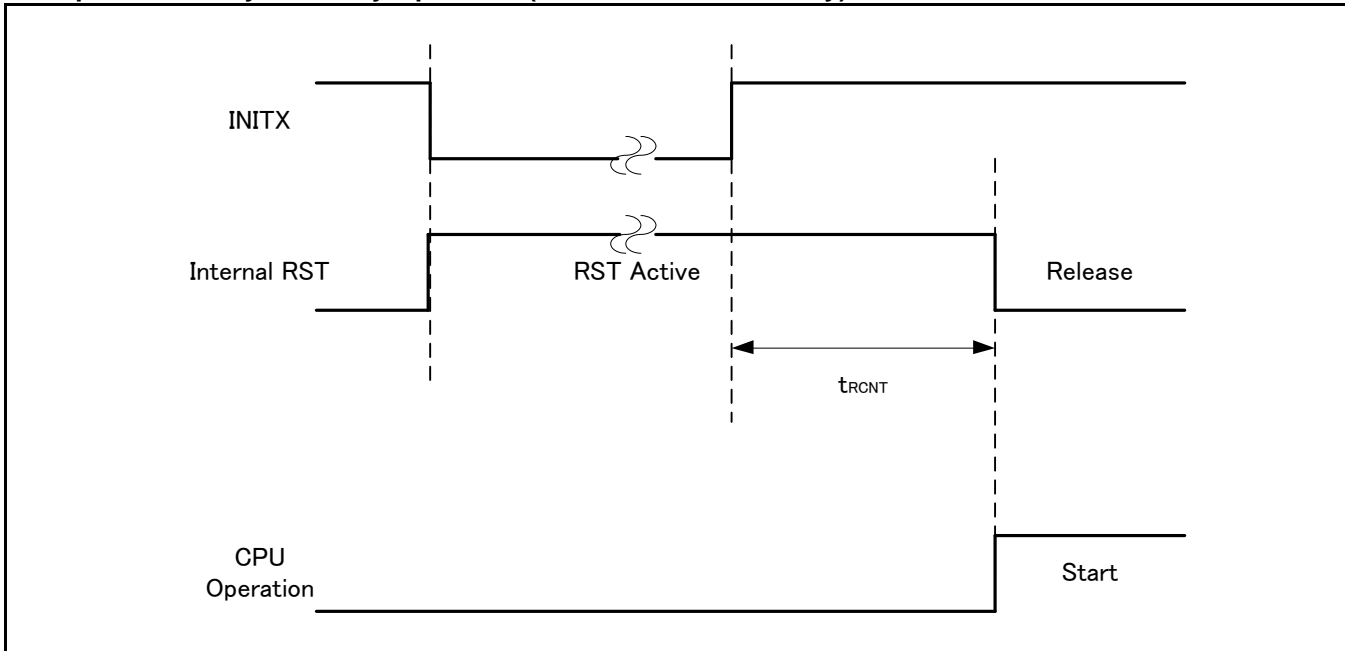 INITX
Internal RST
RST Active
Release
tRCNT
CPU
Operation
Start